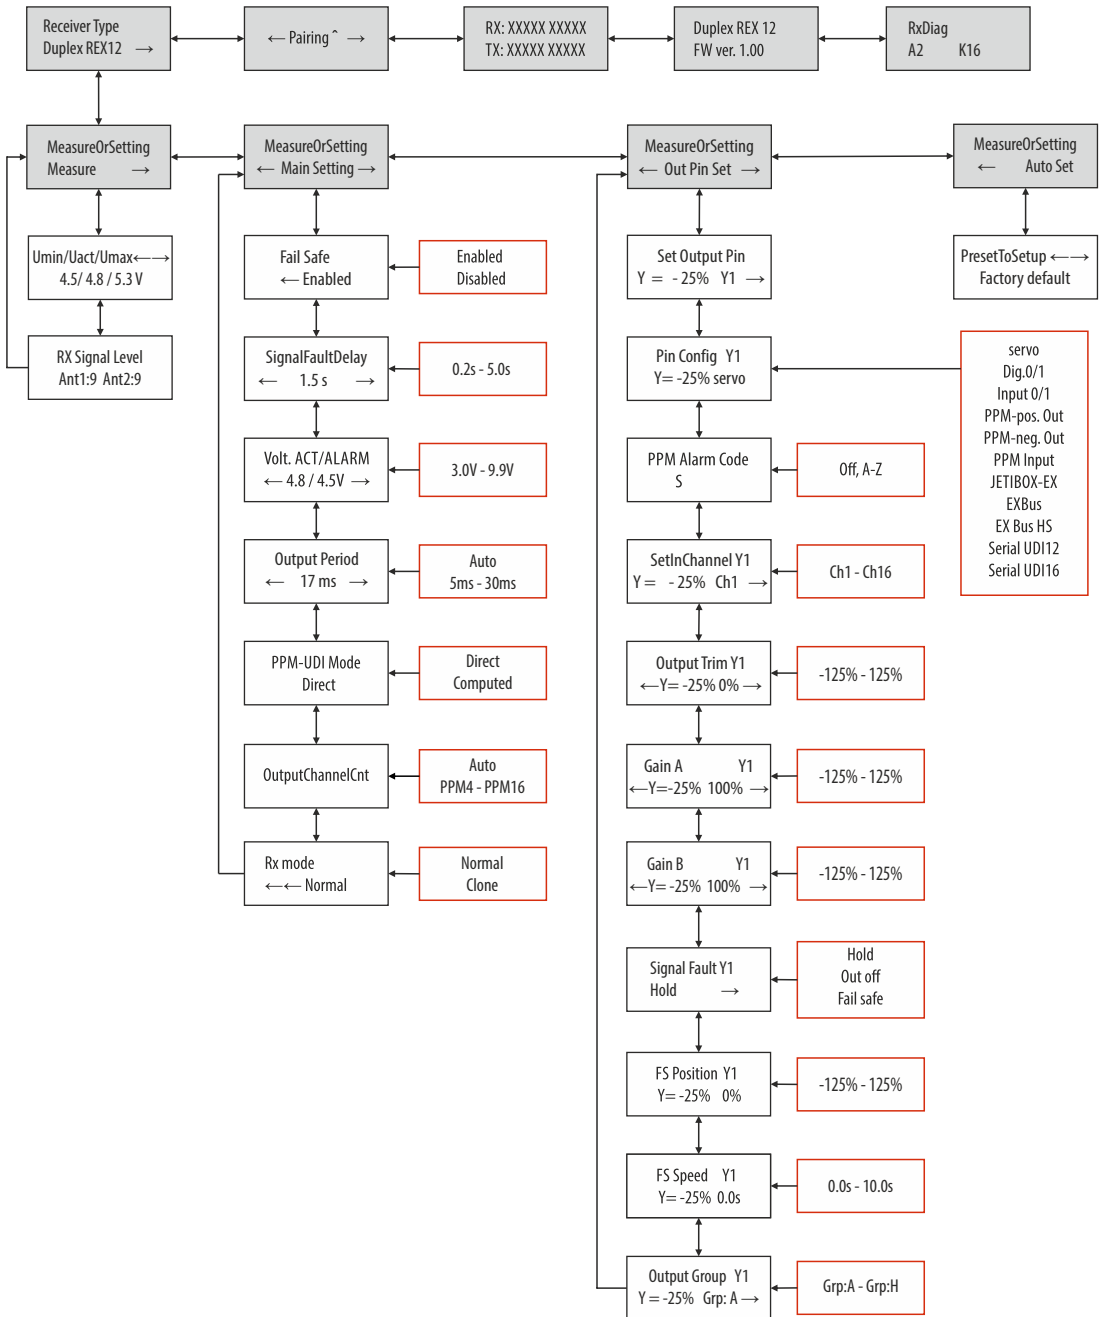 Receiver Type
Duplex REX12 →
← Pairing ˆ →
RX: XXXXX XXXXX
TX: XXXXX XXXXX
Duplex REX 12
FW ver. 1.00
RxDiag
A2 K16
MeasureOrSetting
Measure →
MeasureOrSetting
← Main Setting →
MeasureOrSetting
← Out Pin Set →
MeasureOrSetting
← Auto Set
Umin/Uact/Umax←→
4.5/ 4.8 / 5.3 V
RX Signal Level
Ant1:9 Ant2:9
Fail Safe
← Enabled
Enabled
Disabled
SignalFaultDelay
← 1.5 s →
0.2s - 5.0s
Volt. ACT/ALARM
← 4.8 / 4.5V →
3.0V - 9.9V
Output Period
← 17 ms →
Auto
5ms - 30ms
PPM-UDI Mode
Direct
Direct
Computed
OutputChannelCnt
Auto
PPM4 - PPM16
Rx mode
←← Normal
Normal
Clone
Set Output Pin
Y = - 25% Y1 →
Pin Config Y1
Y= -25% servo
servo
Dig.0/1
Input 0/1
PPM-pos. Out
PPM-neg. Out
PPM Input
JETIBOX-EX
EXBus
EX Bus HS
Serial UDI12
Serial UDI16
PPM Alarm Code
S
Off, A-Z
SetInChannel Y1
Y = - 25% Ch1 →
Ch1 - Ch16
Output Trim Y1
←Y= -25% 0% →
-125% - 125%
Gain A Y1
←Y=-25% 100% →
-125% - 125%
Gain B Y1
←Y= -25% 100% →
-125% - 125%
Signal Fault Y1
Hold →
Hold
Out off
Fail safe
FS Position Y1
Y= -25% 0%
-125% - 125%
FS Speed Y1
Y= -25% 0.0s
0.0s - 10.0s
Output Group Y1
Y = -25% Grp: A →
Grp:A - Grp:H
PresetToSetup ←→
Factory default